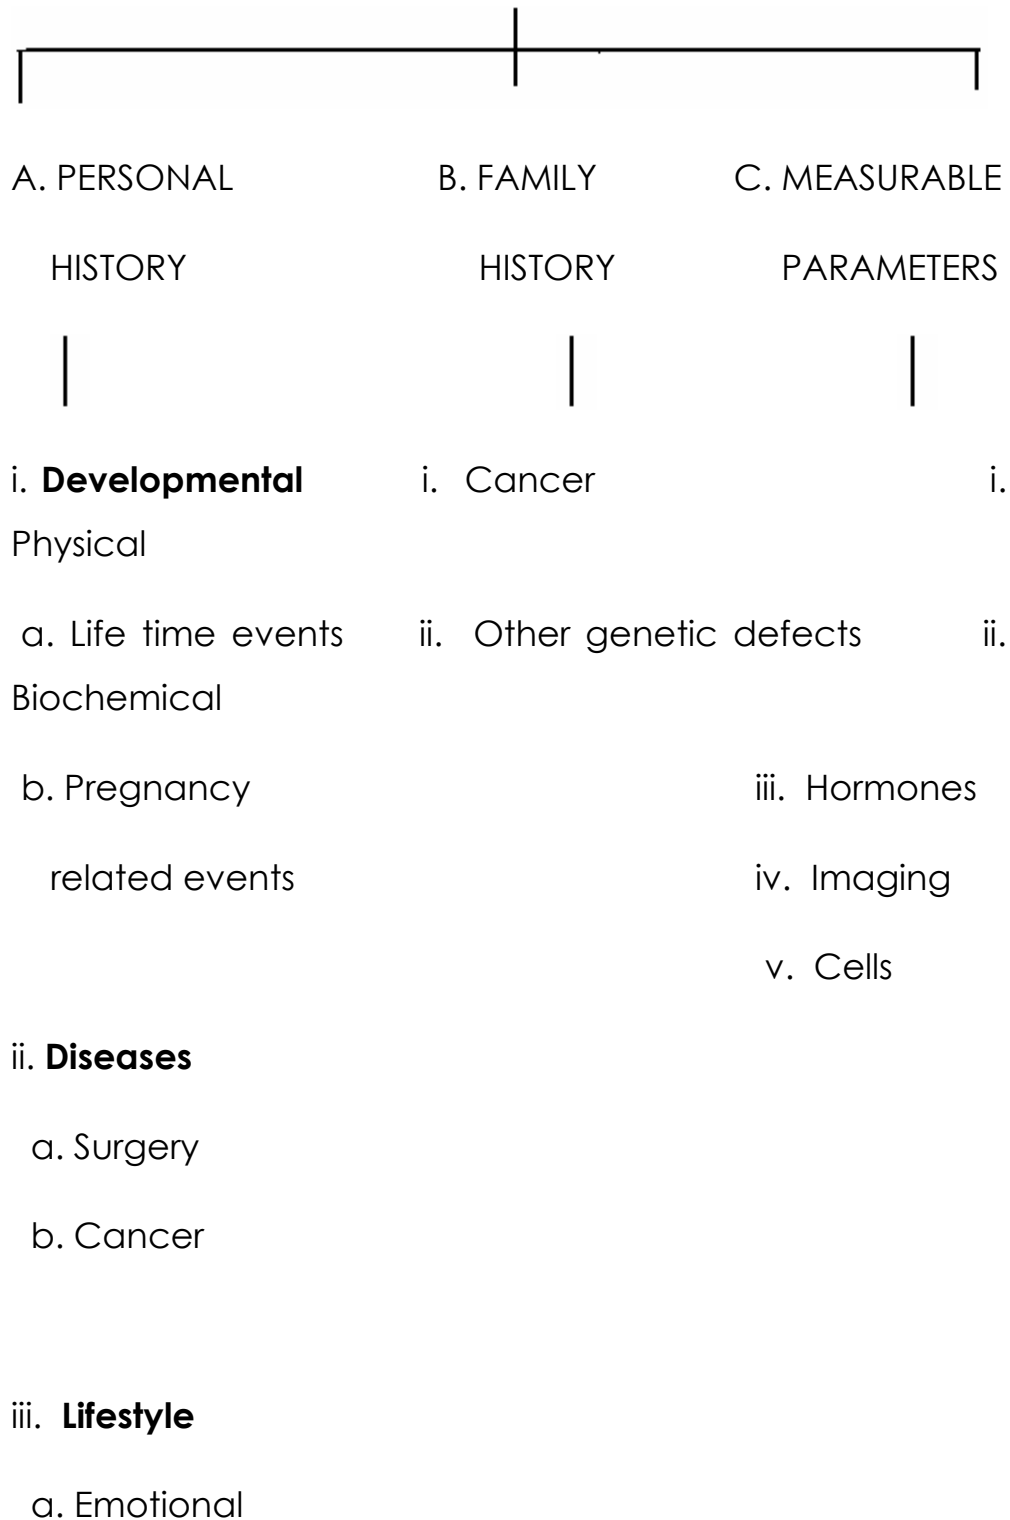 A. PERSONAL B. FAMILY C. MEASURABLE
HISTORY HISTORY PARAMETERS
i. Developmental i. Cancer i.
Physical
a. Life time events ii. Other genetic defects ii.
Biochemical
b. Pregnancy iii. Hormones
related events iv. Imaging
v. Cells
ii. Diseases
a. Surgery
b. Cancer
iii. Lifestyle
a. Emotional